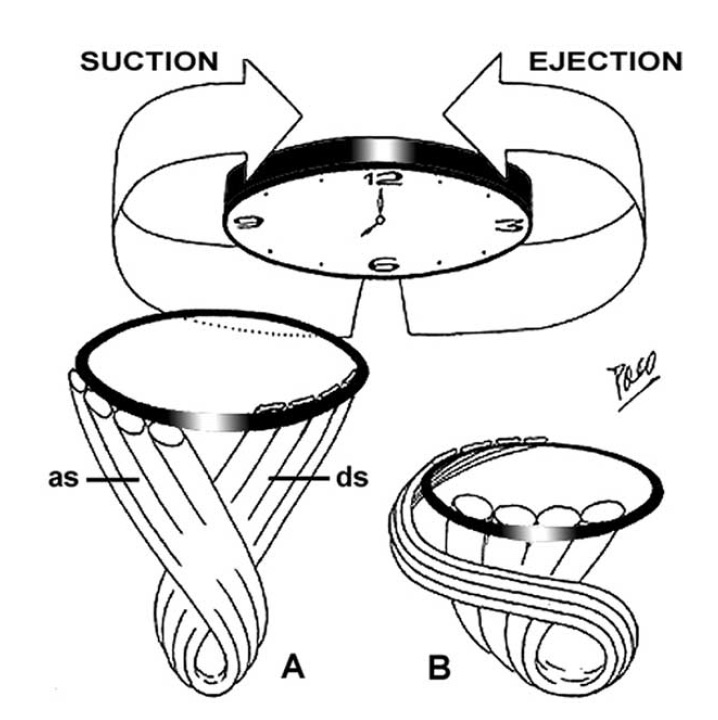 SUCTION
EJECTION
12
9
3
6
Paco
as
ds
A
B